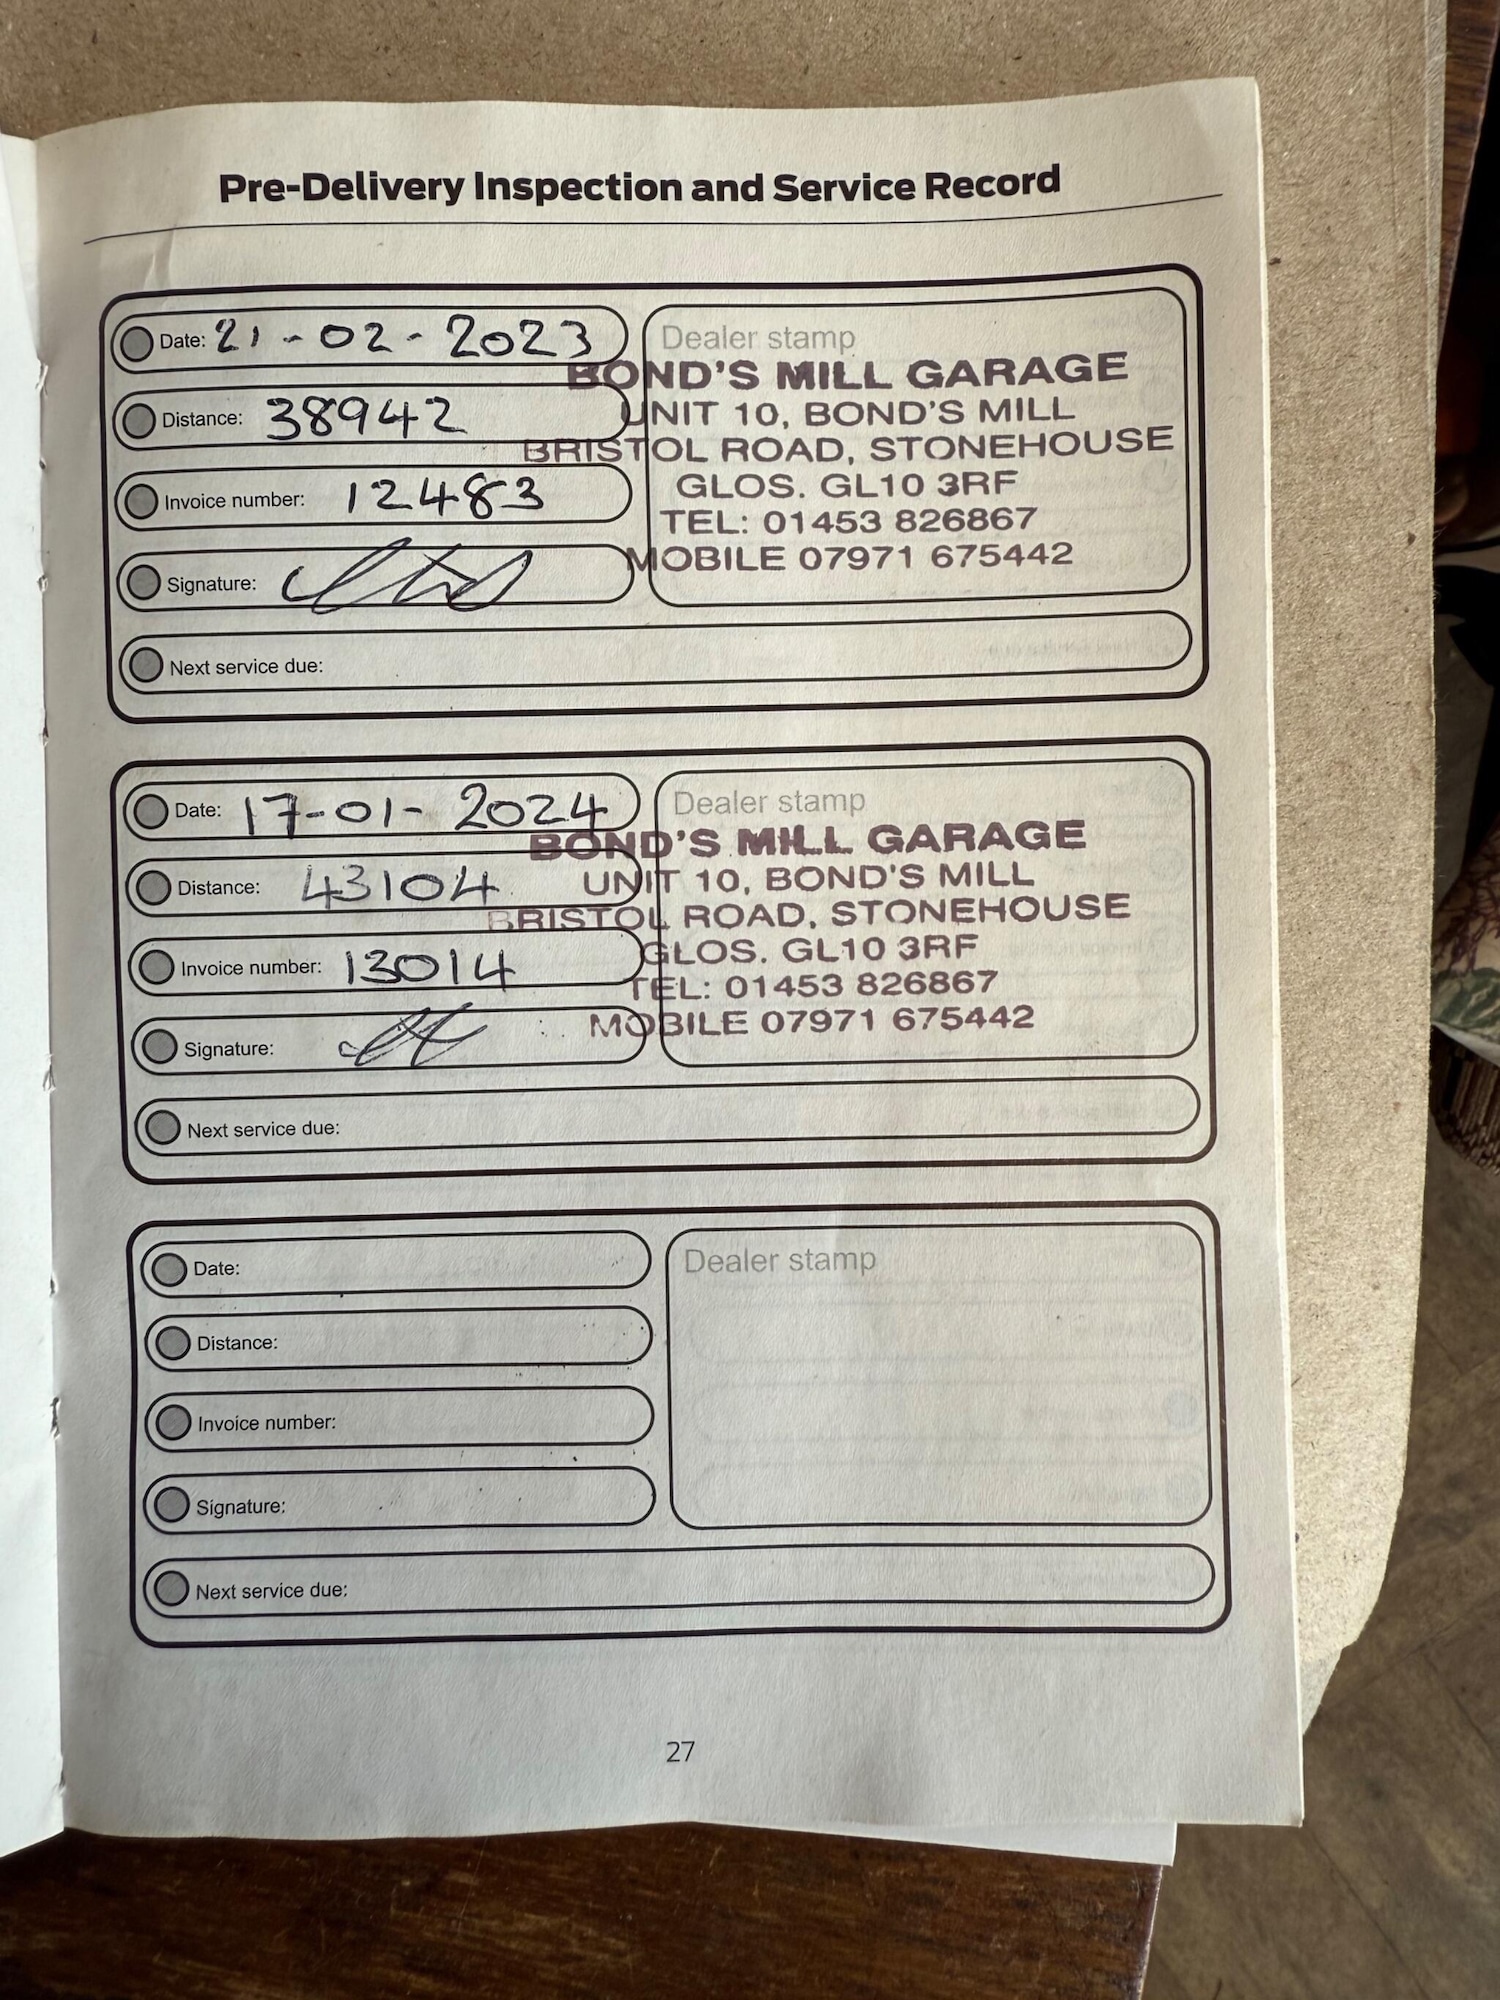 Pre-Delivery Inspection and Service Record
Date: 21-02-2023
Distance: 38942
Invoice number: 12483
Signature:
Next service due:
Dealer stamp
BOND'S MILL GARAGE
UNIT 10, BOND'S MILL
BRISTOL ROAD, STONEHOUSE
GLOS. GL10 3RF
TEL: 01453 826867
MOBILE 07971 675442
Date: 17-01-2024
Distance: 43104
Invoice number: 13014
Signature:
Next service due:
Dealer stamp
BOND'S MILL GARAGE
UNIT 10, BOND'S MILL
BRISTOL ROAD, STONEHOUSE
GLOS. GL10 3RF
TEL: 01453 826867
MOBILE 07971 675442
Date:
Distance:
Invoice number:
Signature:
Next service due:
Dealer stamp
27